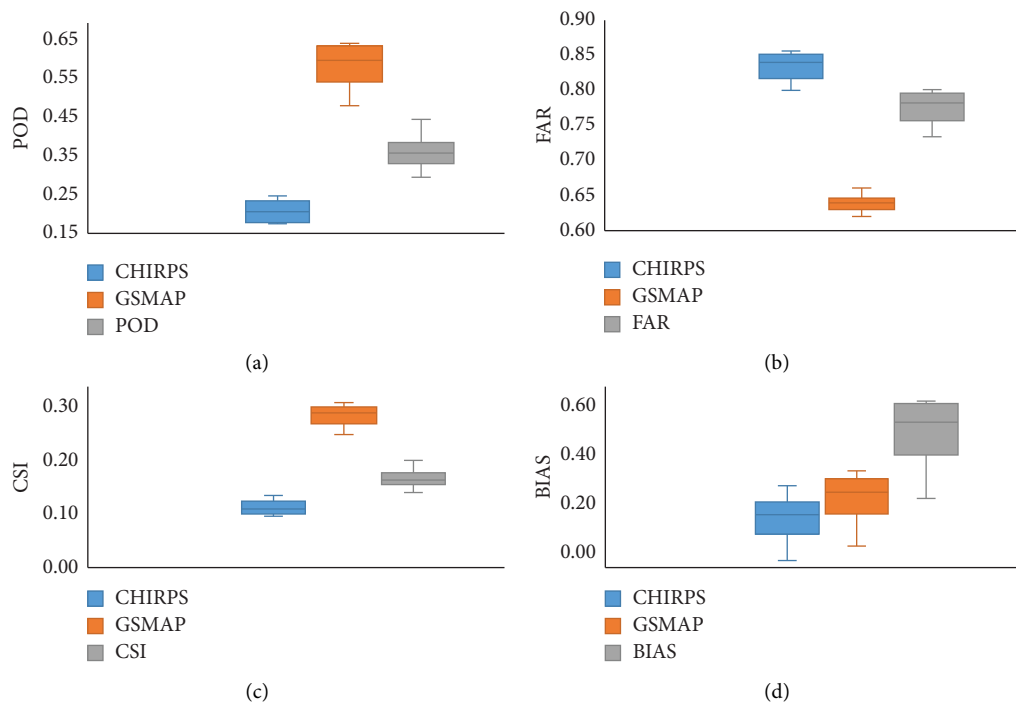 POD
0.65
0.55
0.45
0.35
0.25
0.15
CHIRPS
GSMAP
POD
(a)
FAR
0.90
0.85
0.80
0.75
0.70
0.65
0.60
CHIRPS
GSMAP
FAR
(b)
CSI
0.30
0.20
0.10
0.00
CHIRPS
GSMAP
CSI
(c)
BIAS
0.60
0.40
0.20
0.00
CHIRPS
GSMAP
BIAS
(d)